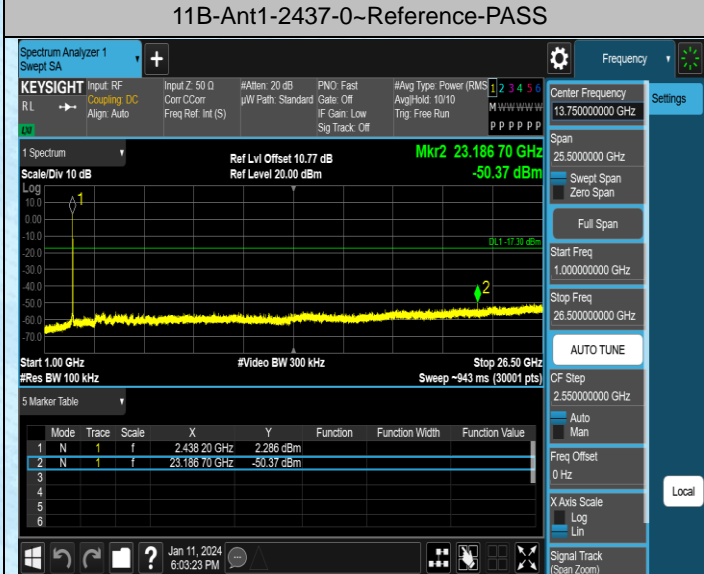 11B-Ant1-2437-0~Reference-PASS
Spectrum Analyzer 1
Swept SA
+
Frequency
KEYSIGHT
RL
LXI
Input: RF
Coupling: DC
Align: Auto
Input Z: 50 Ω
Corr CCorr
Freq Ref: Int (S)
#Atten: 20 dB
µW Path: Standard
PNO: Fast
Gate: Off
IF Gain: Low
Sig Track: Off
#Avg Type: Power (RMS
Avg|Hold: 10/10
Trig: Free Run
1 2 3 4 5 6
M W W W W W
P P P P P P
1 Spectrum
Scale/Div 10 dB
Ref Lvl Offset 10.77 dB
Ref Level 20.00 dBm
Mkr2 23.186 70 GHz
-50.37 dBm
Log
10.0
0.00
-10.0
-20.0
-30.0
-40.0
-50.0
-60.0
-70.0
1
DL1 -17.30 dBm
2
Start 1.00 GHz
#Res BW 100 kHz
#Video BW 300 kHz
Stop 26.50 GHz
Sweep ~943 ms (30001 pts)
5 Marker Table
Mode Trace Scale X Y Function Function Width Function Value
1 N 1 f 2.438 20 GHz 2.286 dBm
2 N 1 f 23.186 70 GHz -50.37 dBm
3
4
5
6
?
Jan 11, 2024
6:03:23 PM
Center Frequency
13.750000000 GHz
Settings
Span
25.5000000 GHz
Swept Span
Zero Span
Full Span
Start Freq
1.000000000 GHz
Stop Freq
26.500000000 GHz
AUTO TUNE
CF Step
2.550000000 GHz
Auto
Man
Freq Offset
0 Hz
Local
X Axis Scale
Log
Lin
Signal Track
(Span Zoom)